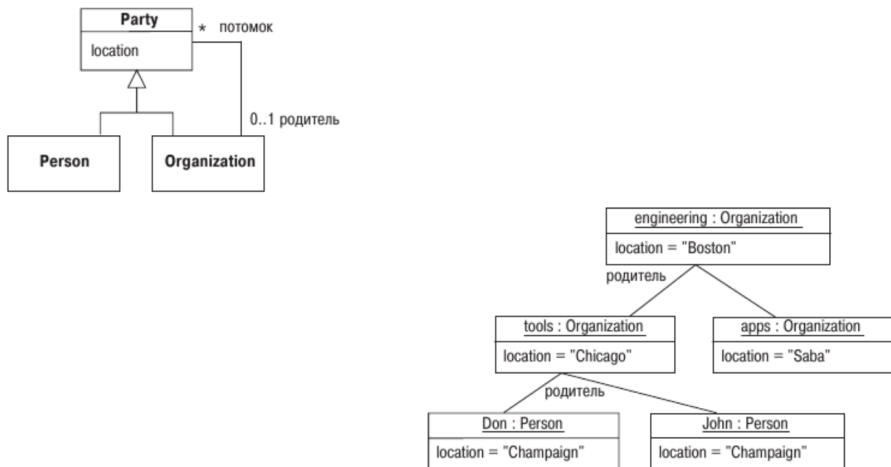 Party
* потомок
location
0..1 родитель
Person
Organization
engineering : Organization
location = "Boston"
родитель
tools : Organization
location = "Chicago"
apps : Organization
location = "Saba"
родитель
Don : Person
location = "Champaign"
John : Person
location = "Champaign"